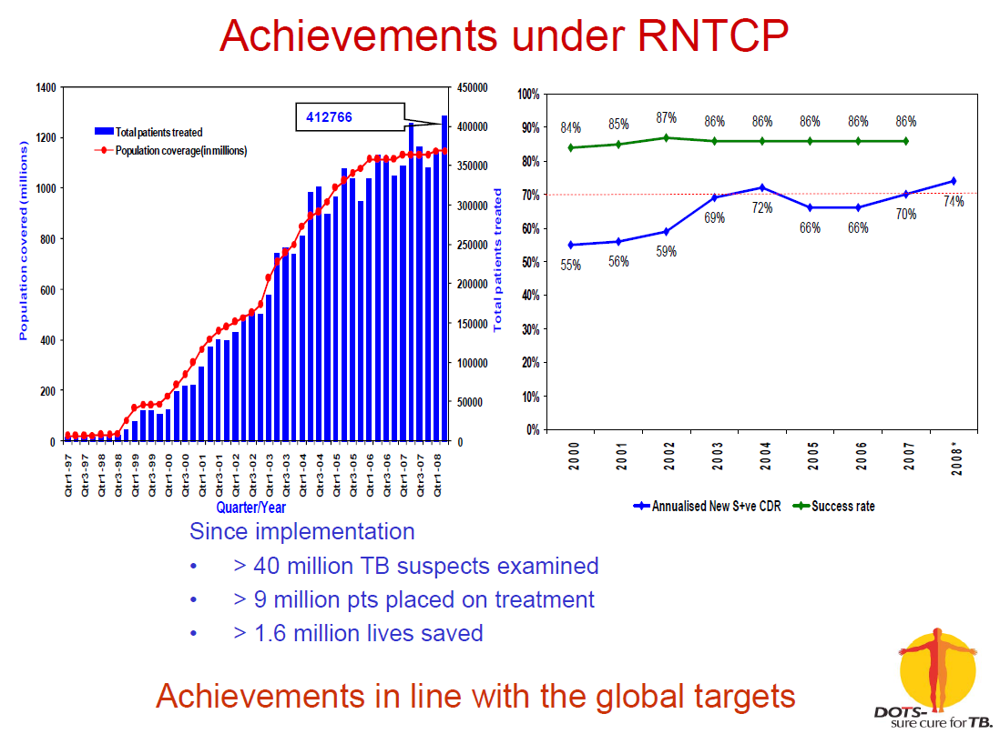 Achievements under RNTCP
1400
1200
1000
800
600
400
200
0
Population covered (millions)
Total patients treated
Population coverage(in millions)
412766
450000
400000
350000
300000
250000
200000
150000
100000
50000
0
Total patients treated
Qtr1-97
Qtr3-97
Qtr1-98
Qtr3-98
Qtr1-99
Qtr3-99
Qtr1-00
Qtr3-00
Qtr1-01
Qtr3-01
Qtr1-02
Qtr3-02
Qtr1-03
Qtr3-03
Qtr1-04
Qtr3-04
Qtr1-05
Qtr3-05
Qtr1-06
Qtr3-06
Qtr1-07
Qtr3-07
Qtr1-08
Quarter/Year
100%
90%
80%
70%
60%
50%
40%
30%
20%
10%
0%
84% 85% 87% 86% 86% 86% 86% 86%
55% 56% 59% 69% 72% 66% 66% 70% 74%
2000
2001
2002
2003
2004
2005
2006
2007
2008*
Annualised New S+ve CDR Success rate
Since implementation
• > 40 million TB suspects examined
• > 9 million pts placed on treatment
• > 1.6 million lives saved
Achievements in line with the global targets
DOTS-
sure cure for TB.